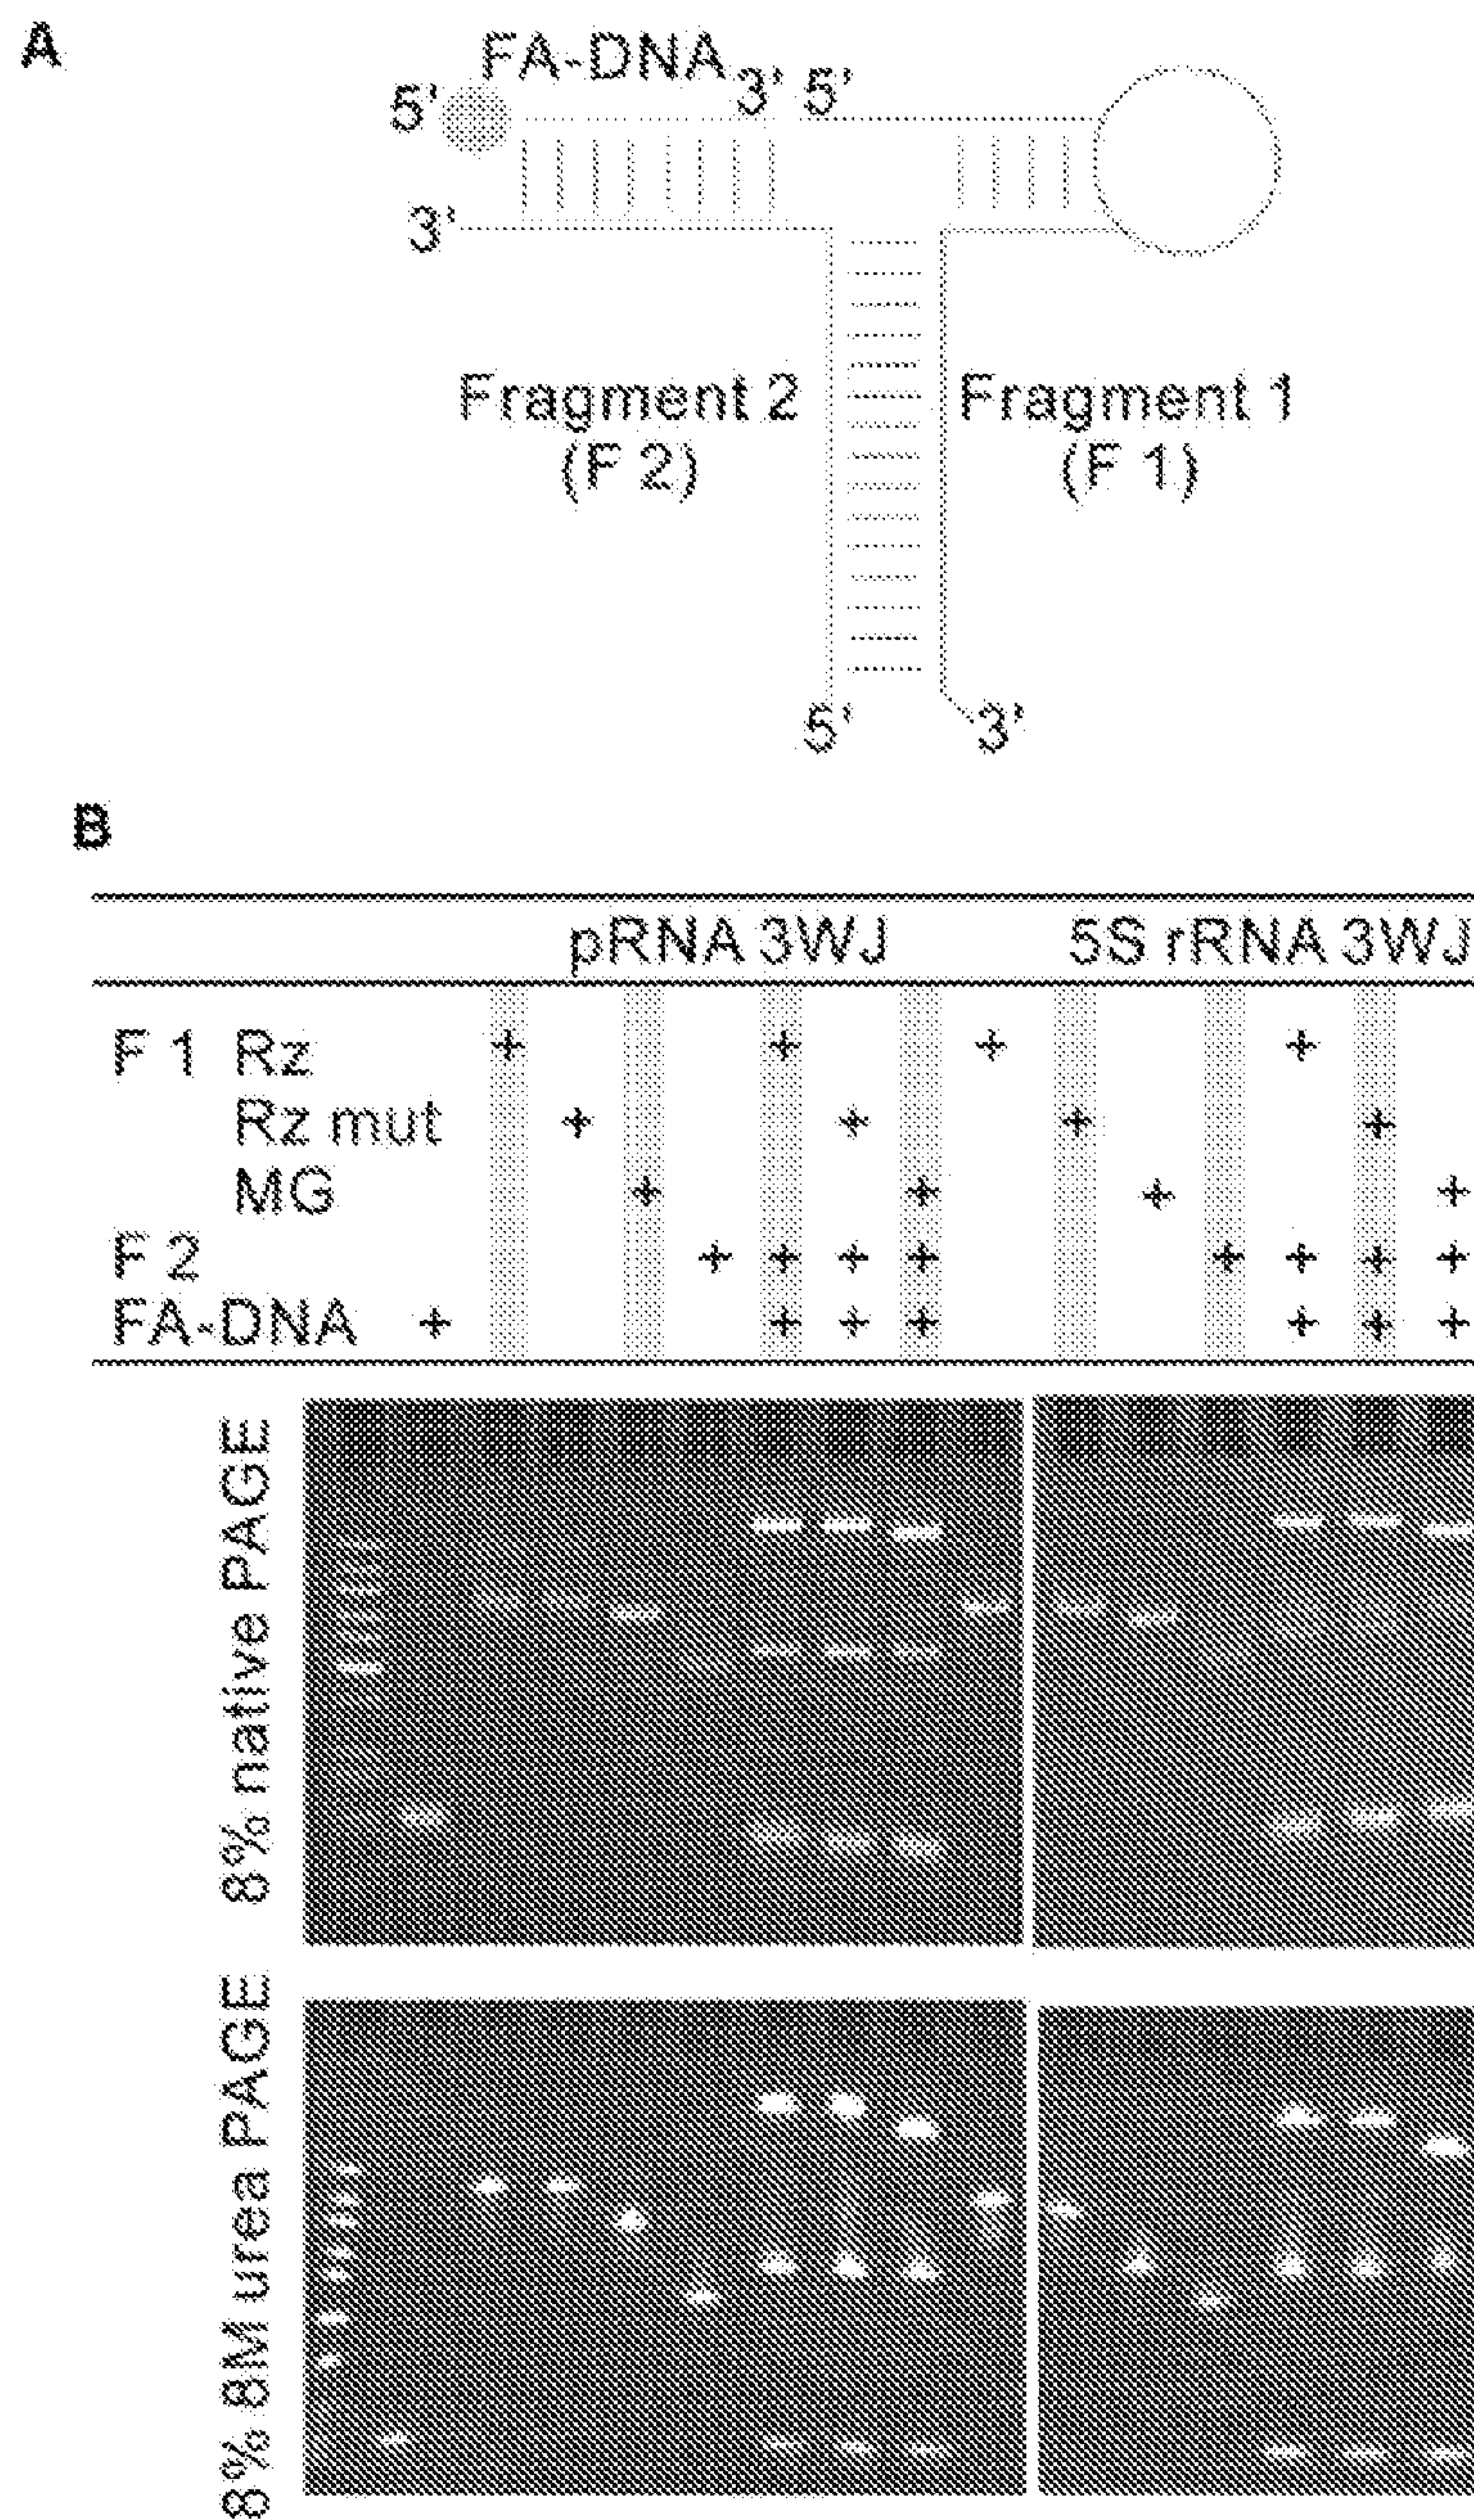 A
FA-DNA
5' 3' 5'
3'
Fragment 2 Fragment 1
(F 2) (F 1)
5' 3'
B
pRNA 3WJ 5S rRNA 3WJ
F 1 Rz + + + +
Rz mut + + + +
MG + + + +
F 2 + + + + + + + +
FA-DNA + + + + + + +
8% native PAGE
8% 8M urea PAGE